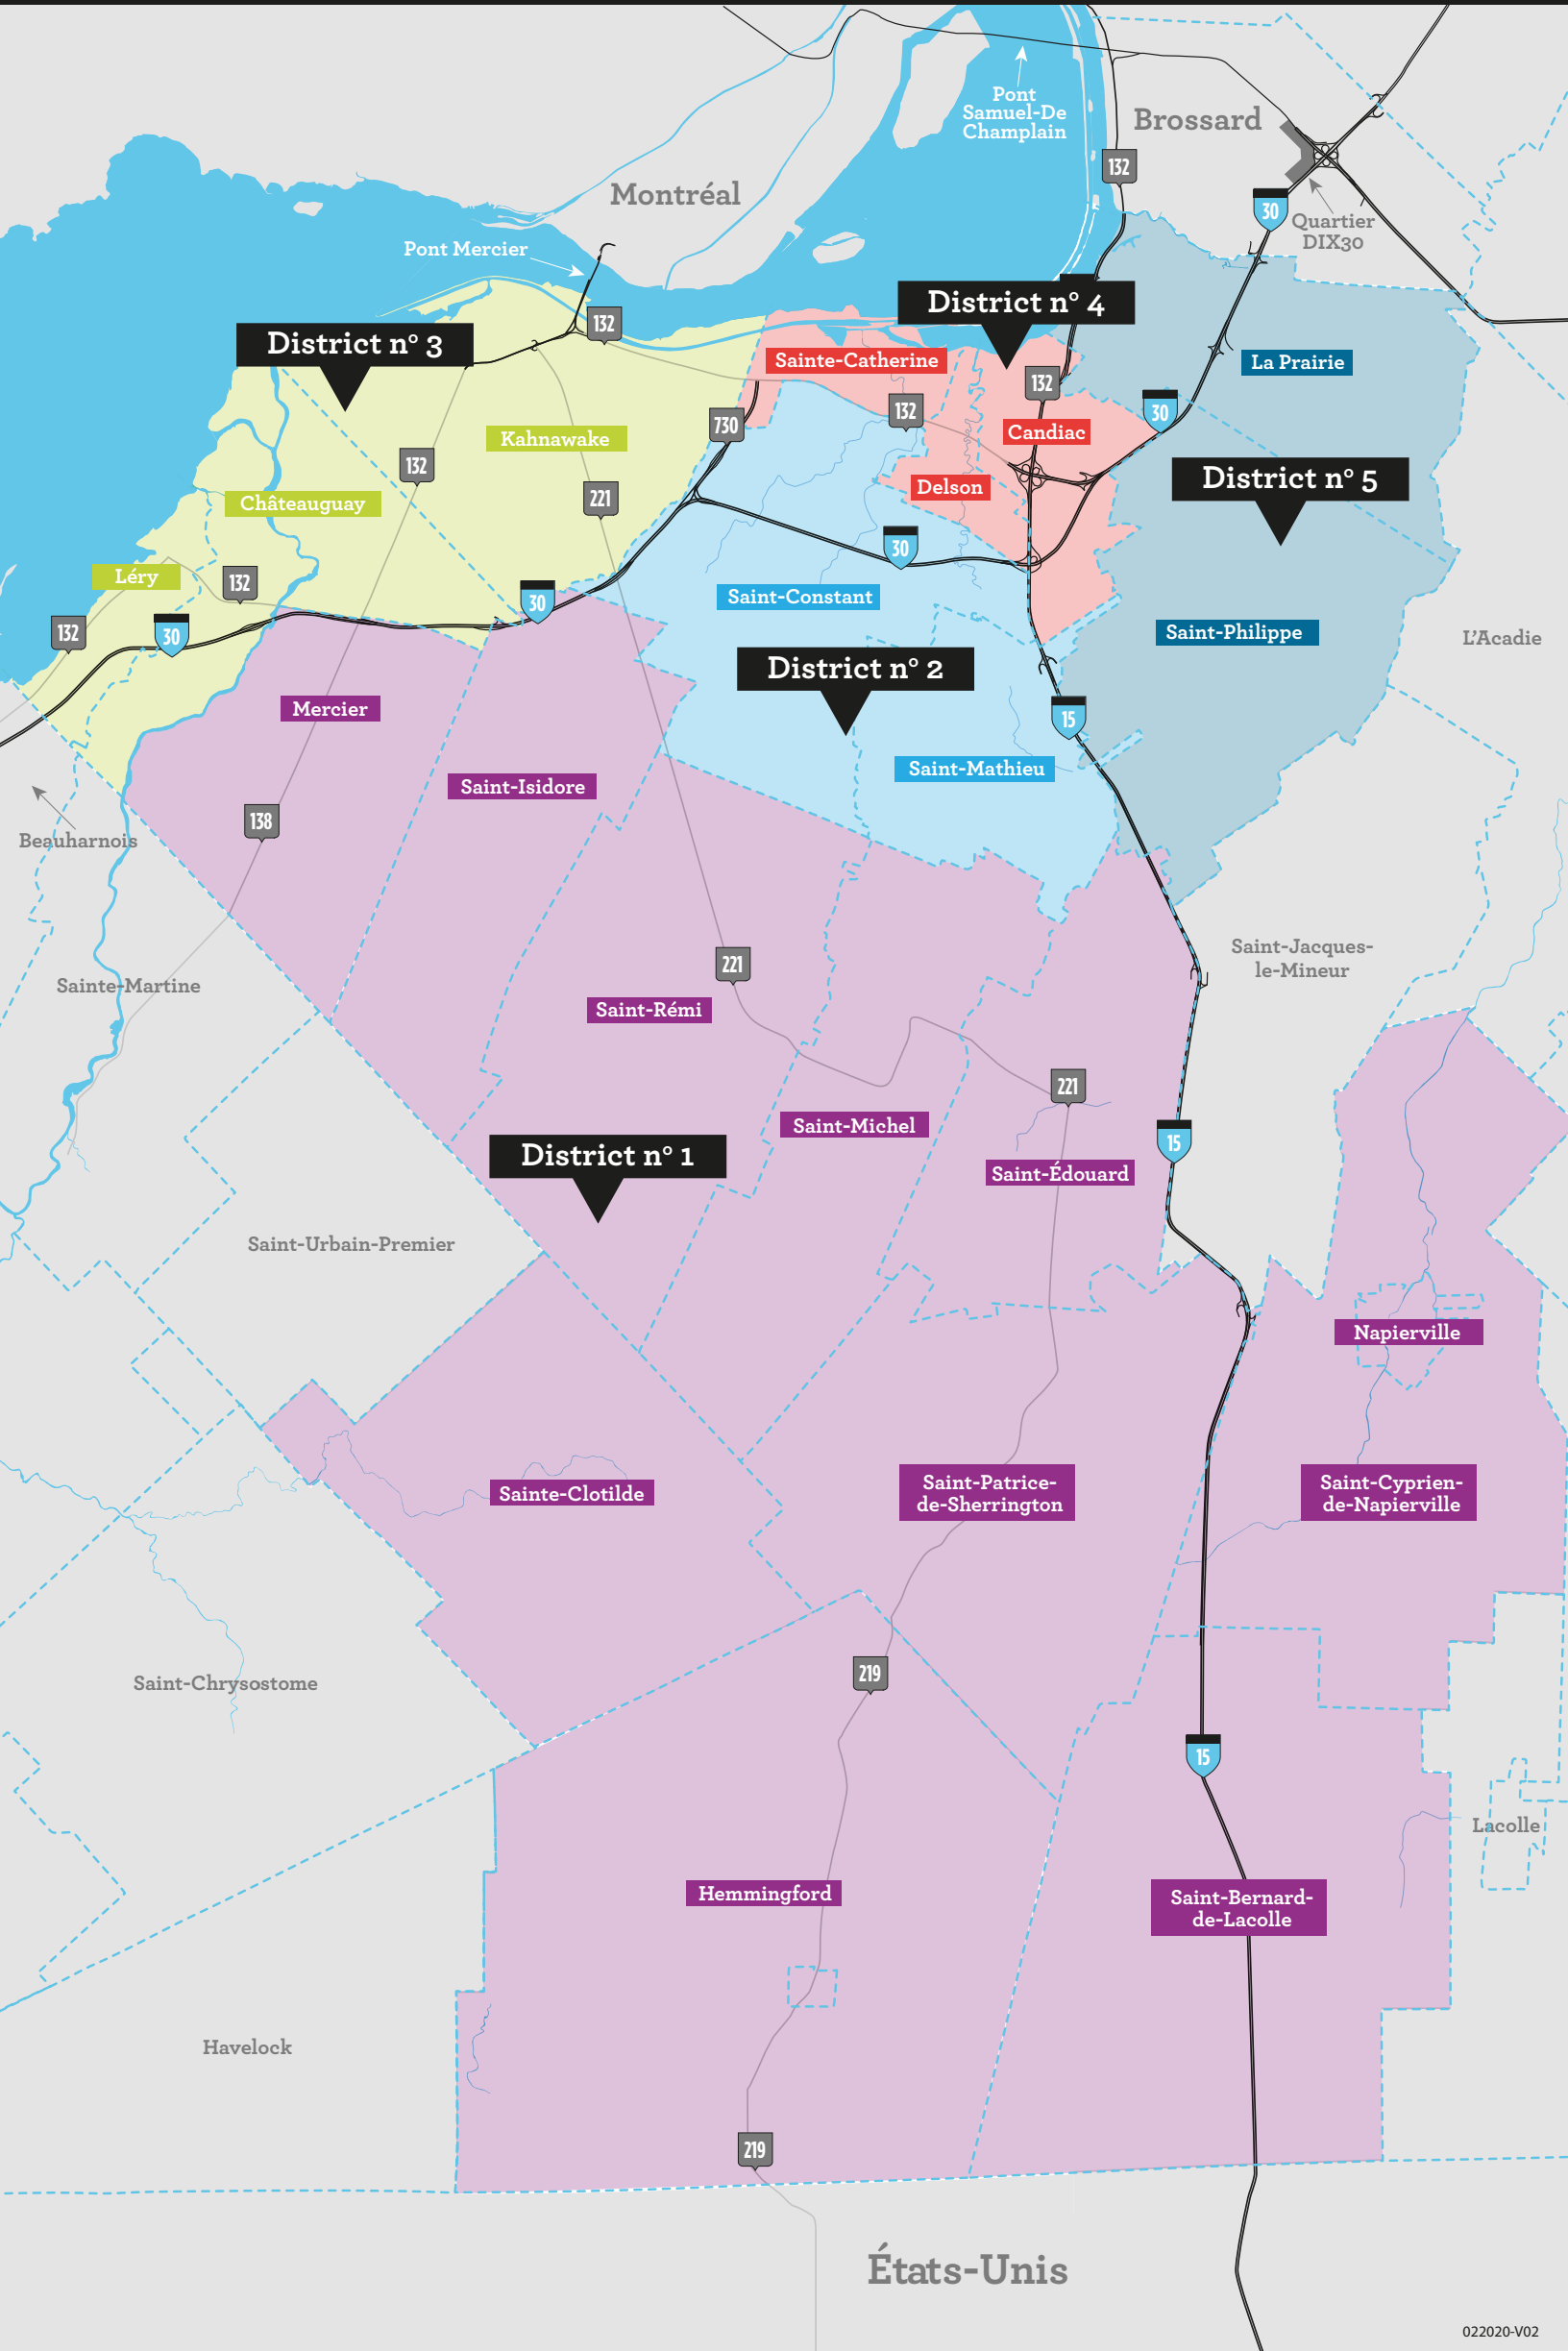 Pont
Samuel-De
Champlain
Brossard
132
Montréal
30
Quartier
DIX30
Pont Mercier
District n° 4
132
District n° 3
Sainte-Catherine
La Prairie
132
132
30
730
Candiac
Kahnawake
132
District n° 5
Delson
221
Châteauguay
30
Léry
132
Saint-Constant
30
132
30
Saint-Philippe
L'Acadie
District n° 2
Mercier
15
Saint-Mathieu
Saint-Isidore
138
Beauharnois
Saint-Jacques-
le-Mineur
221
Sainte-Martine
Saint-Rémi
221
Saint-Michel
15
District n° 1
Saint-Édouard
Saint-Urbain-Premier
Napierville
Saint-Patrice-
de-Sherrington
Saint-Cyprien-
de-Napierville
Sainte-Clotilde
219
Saint-Chrysostome
15
Lacolle
Hemmingford
Saint-Bernard-
de-Lacolle
Havelock
219
États-Unis
022020-V02